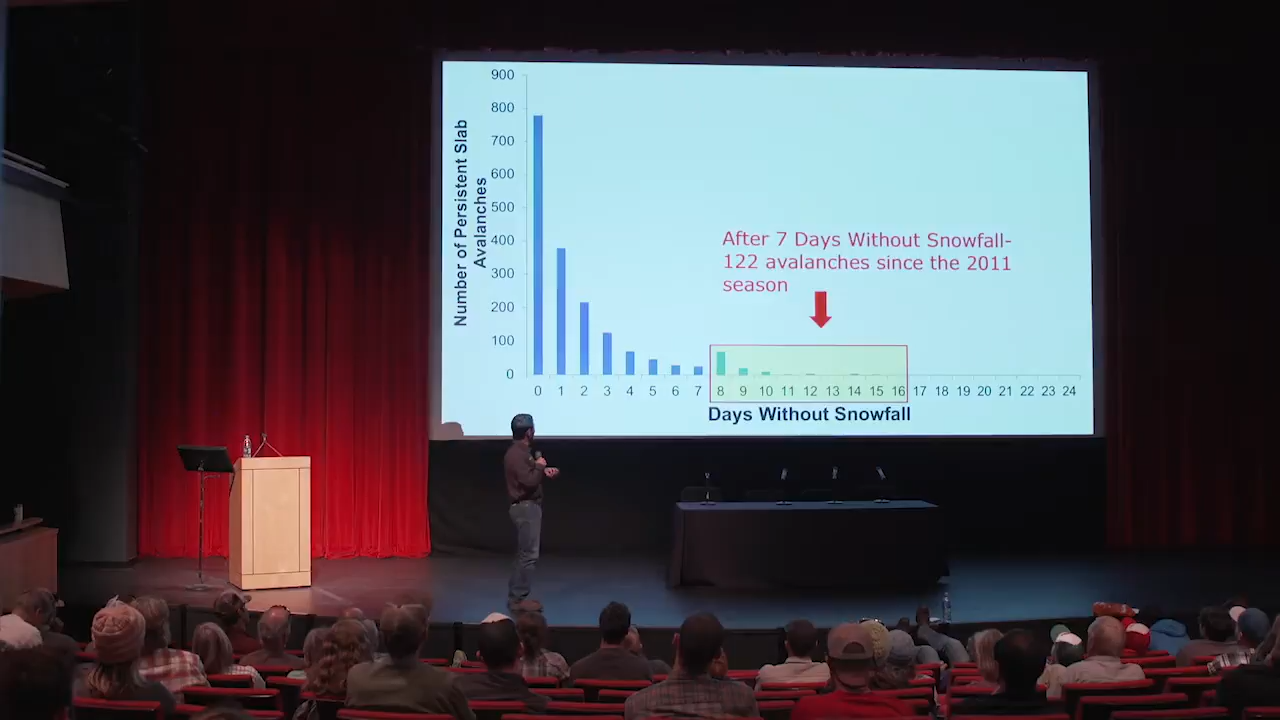 900
800
700
600
500
400
300
200
100
0
Number of Persistent Slab
Avalanches
After 7 Days Without Snowfall-
122 avalanches since the 2011
season
0 1 2 3 4 5 6 7 8 9 10 11 12 13 14 15 16 17 18 19 20 21 22 23 24
Days Without Snowfall